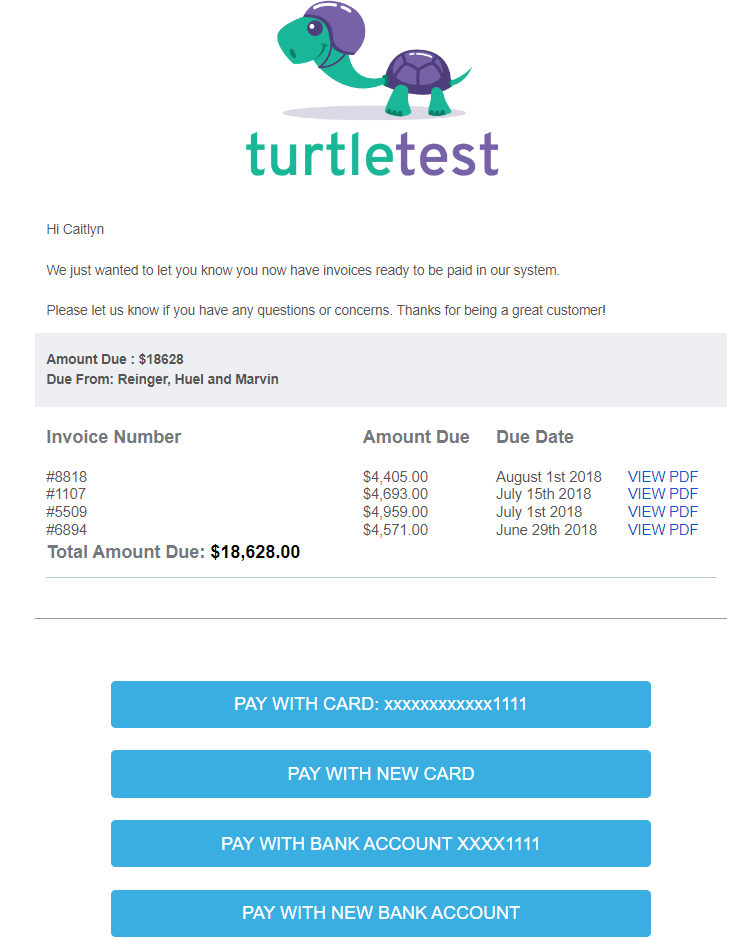 turtletest
Hi Caitlyn
We just wanted to let you know you now have invoices ready to be paid in our system.
Please let us know if you have any questions or concerns. Thanks for being a great customer!
Amount Due : $18628
Due From: Reinger, Huel and Marvin
Invoice Number Amount Due Due Date
#8818 $4,405.00 August 1st 2018 VIEW PDF
#1107 $4,693.00 July 15th 2018 VIEW PDF
#5509 $4,959.00 July 1st 2018 VIEW PDF
#6894 $4,571.00 June 29th 2018 VIEW PDF
Total Amount Due: $18,628.00
PAY WITH CARD: xxxxxxxxxxxx1111
PAY WITH NEW CARD
PAY WITH BANK ACCOUNT XXXX1111
PAY WITH NEW BANK ACCOUNT